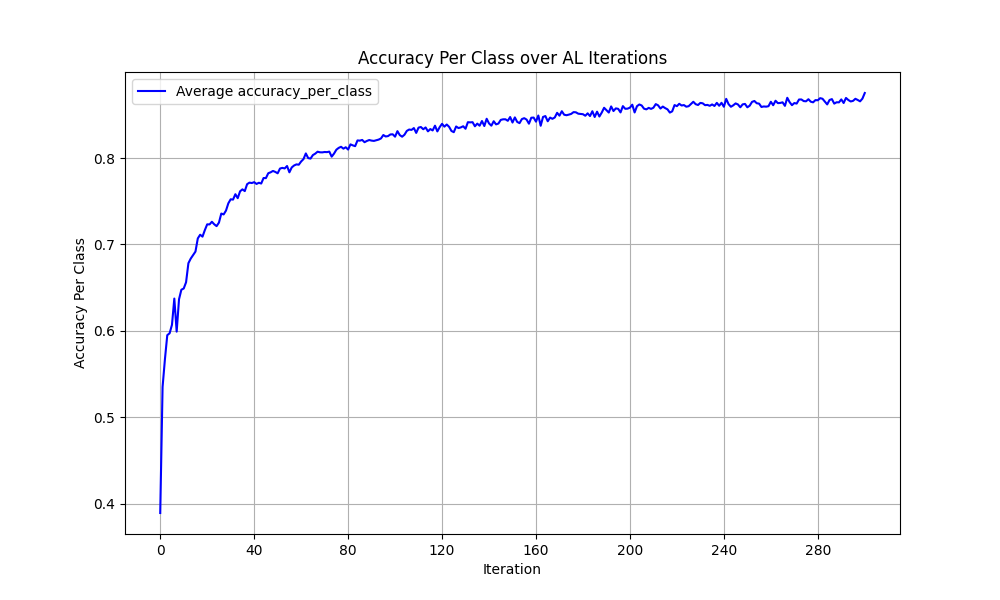 Accuracy Per Class over AL Iterations
Average accuracy_per_class
Accuracy Per Class
0.8
0.7
0.6
0.5
0.4
0 40 80 120 160 200 240 280
Iteration